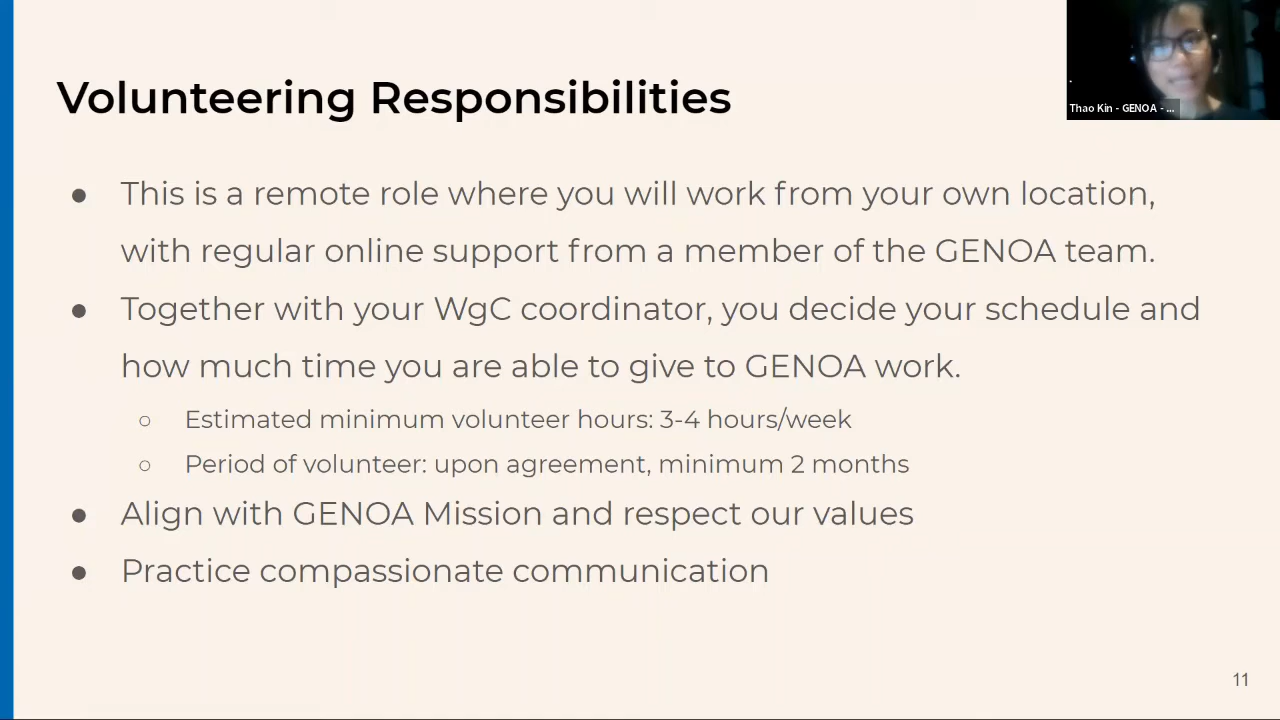 Volunteering Responsibilities
Thao Kin - GENOA - ...
● This is a remote role where you will work from your own location,
with regular online support from a member of the GENOA team.
● Together with your WgC coordinator, you decide your schedule and
how much time you are able to give to GENOA work.
○ Estimated minimum volunteer hours: 3-4 hours/week
○ Period of volunteer: upon agreement, minimum 2 months
● Align with GENOA Mission and respect our values
● Practice compassionate communication
11